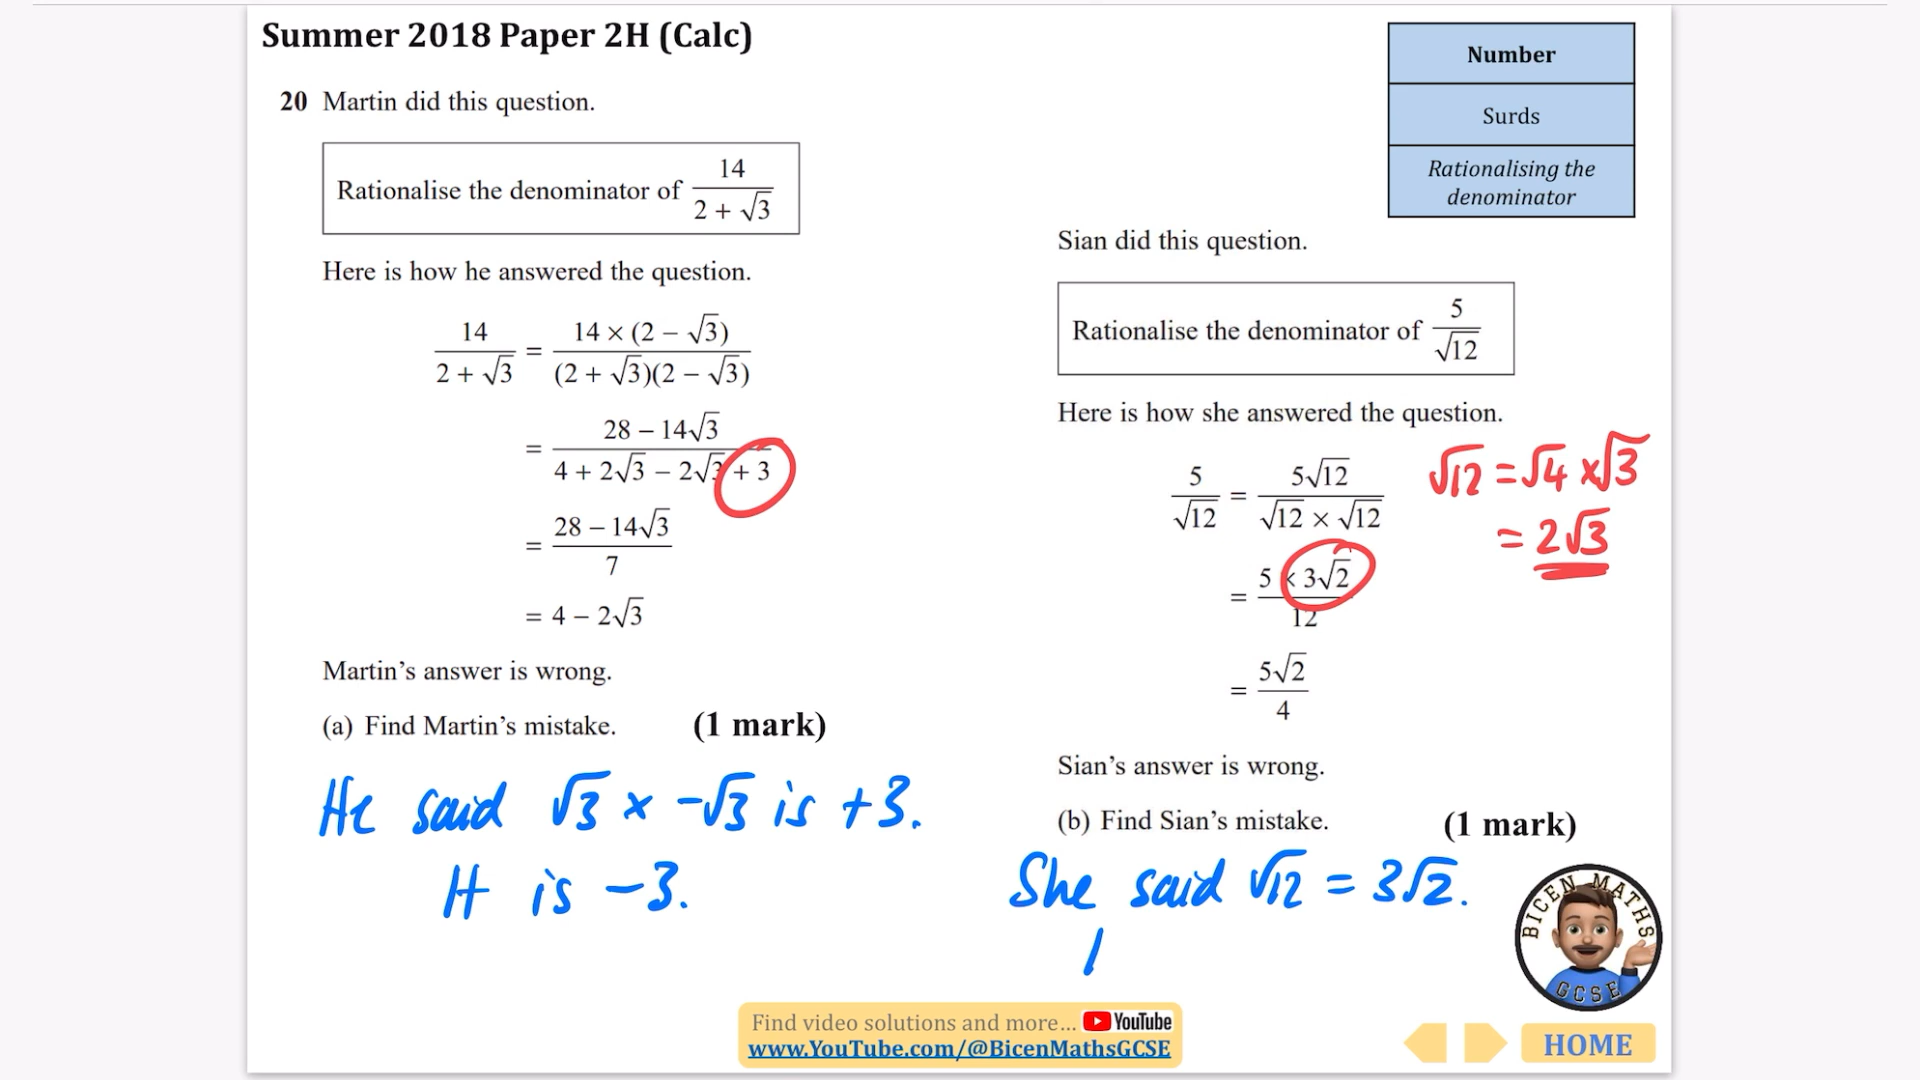 Summer 2018 Paper 2H (Calc)
Number
Surds
Rationalising the
denominator
20 Martin did this question.
Rationalise the denominator of 14 / (2 + √3)
Here is how he answered the question.
14 / (2 + √3) = 14 × (2 − √3) / (2 + √3)(2 − √3)
= (28 − 14√3) / (4 + 2√3 − 2√3 + 3)
= (28 − 14√3) / 7
= 4 − 2√3
Martin’s answer is wrong.
(a) Find Martin’s mistake. (1 mark)
He said √3 × −√3 is +3.
It is −3.
Sian did this question.
Rationalise the denominator of 5 / √12
Here is how she answered the question.
5 / √12 = 5√12 / (√12 × √12)
= 5 × 3√2 / 12
= 5√2 / 4
√12 = √4 × √3
= 2√3
Sian’s answer is wrong.
(b) Find Sian’s mistake. (1 mark)
She said √12 = 3√2.
BICEN MATHS
GCSE
Find video solutions and more... YouTube
www.YouTube.com/@BicenMathsGCSE
HOME